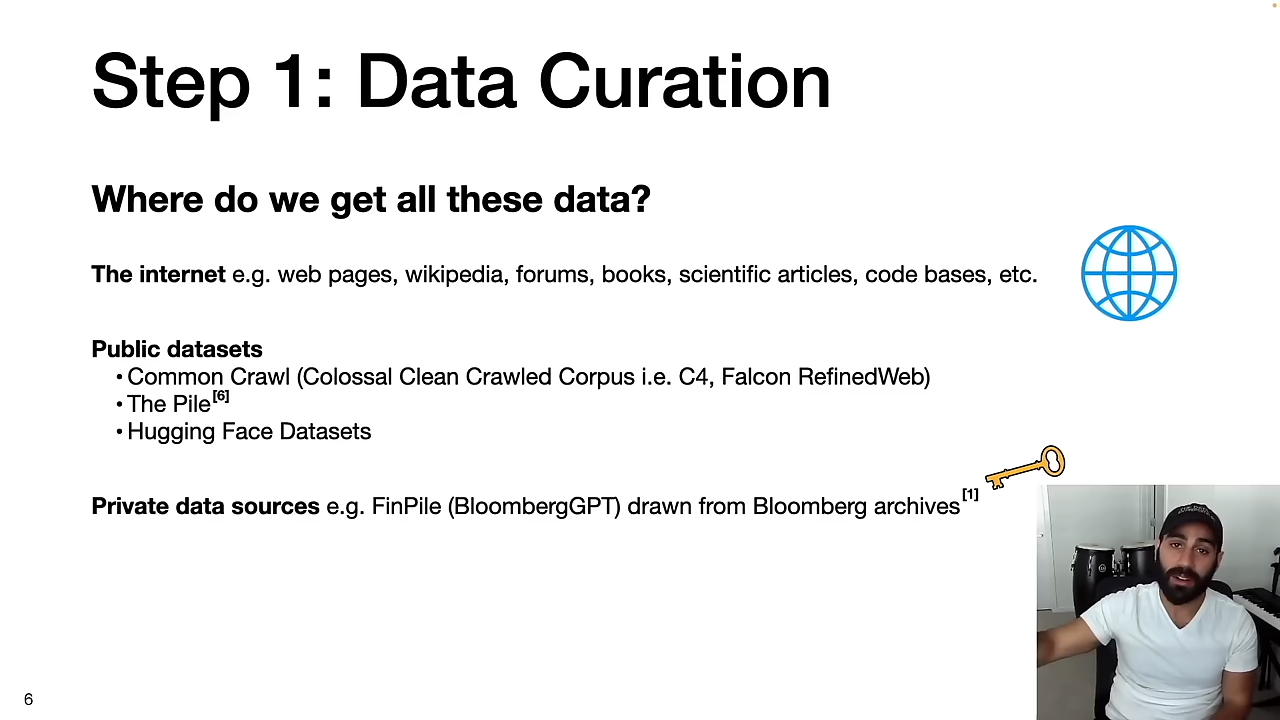 Step 1: Data Curation
Where do we get all these data?
The internet e.g. web pages, wikipedia, forums, books, scientific articles, code bases, etc.
Public datasets
• Common Crawl (Colossal Clean Crawled Corpus i.e. C4, Falcon RefinedWeb)
• The Pile[6]
• Hugging Face Datasets
Private data sources e.g. FinPile (BloombergGPT) drawn from Bloomberg archives[1]
6